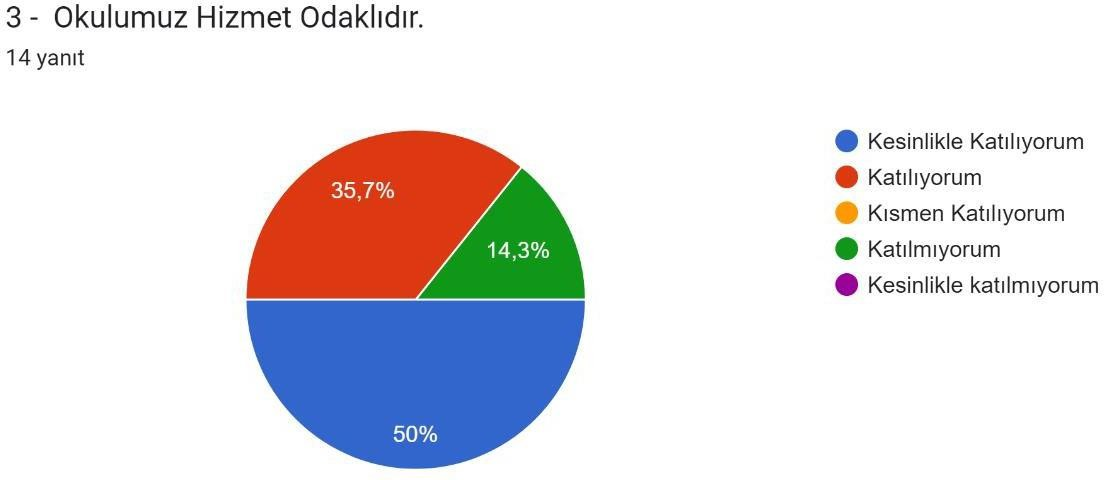 3 - Okulumuz Hizmet Odaklıdır.
14 yanıt
35,7%
14,3%
50%
Kesinlikle Katılıyorum
Katılıyorum
Kısmen Katılıyorum
Katılmıyorum
Kesinlikle katılmıyorum